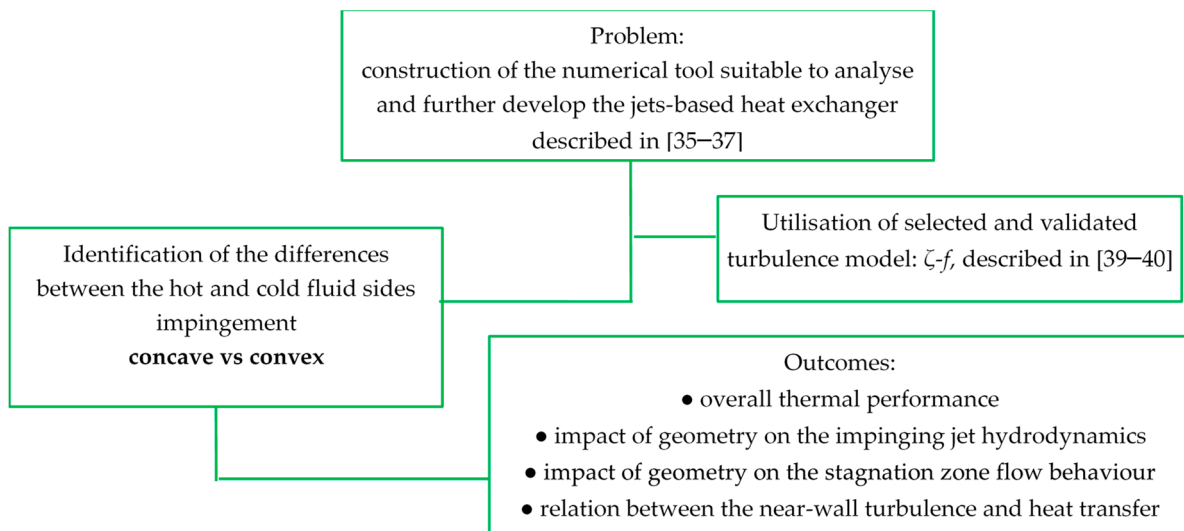 Problem:
construction of the numerical tool suitable to analyse
and further develop the jets-based heat exchanger
described in [35–37]
Utilisation of selected and validated
turbulence model: ζ-f, described in [39–40]
Identification of the differences
between the hot and cold fluid sides
impingement
concave vs convex
Outcomes:
● overall thermal performance
● impact of geometry on the impinging jet hydrodynamics
● impact of geometry on the stagnation zone flow behaviour
● relation between the near-wall turbulence and heat transfer